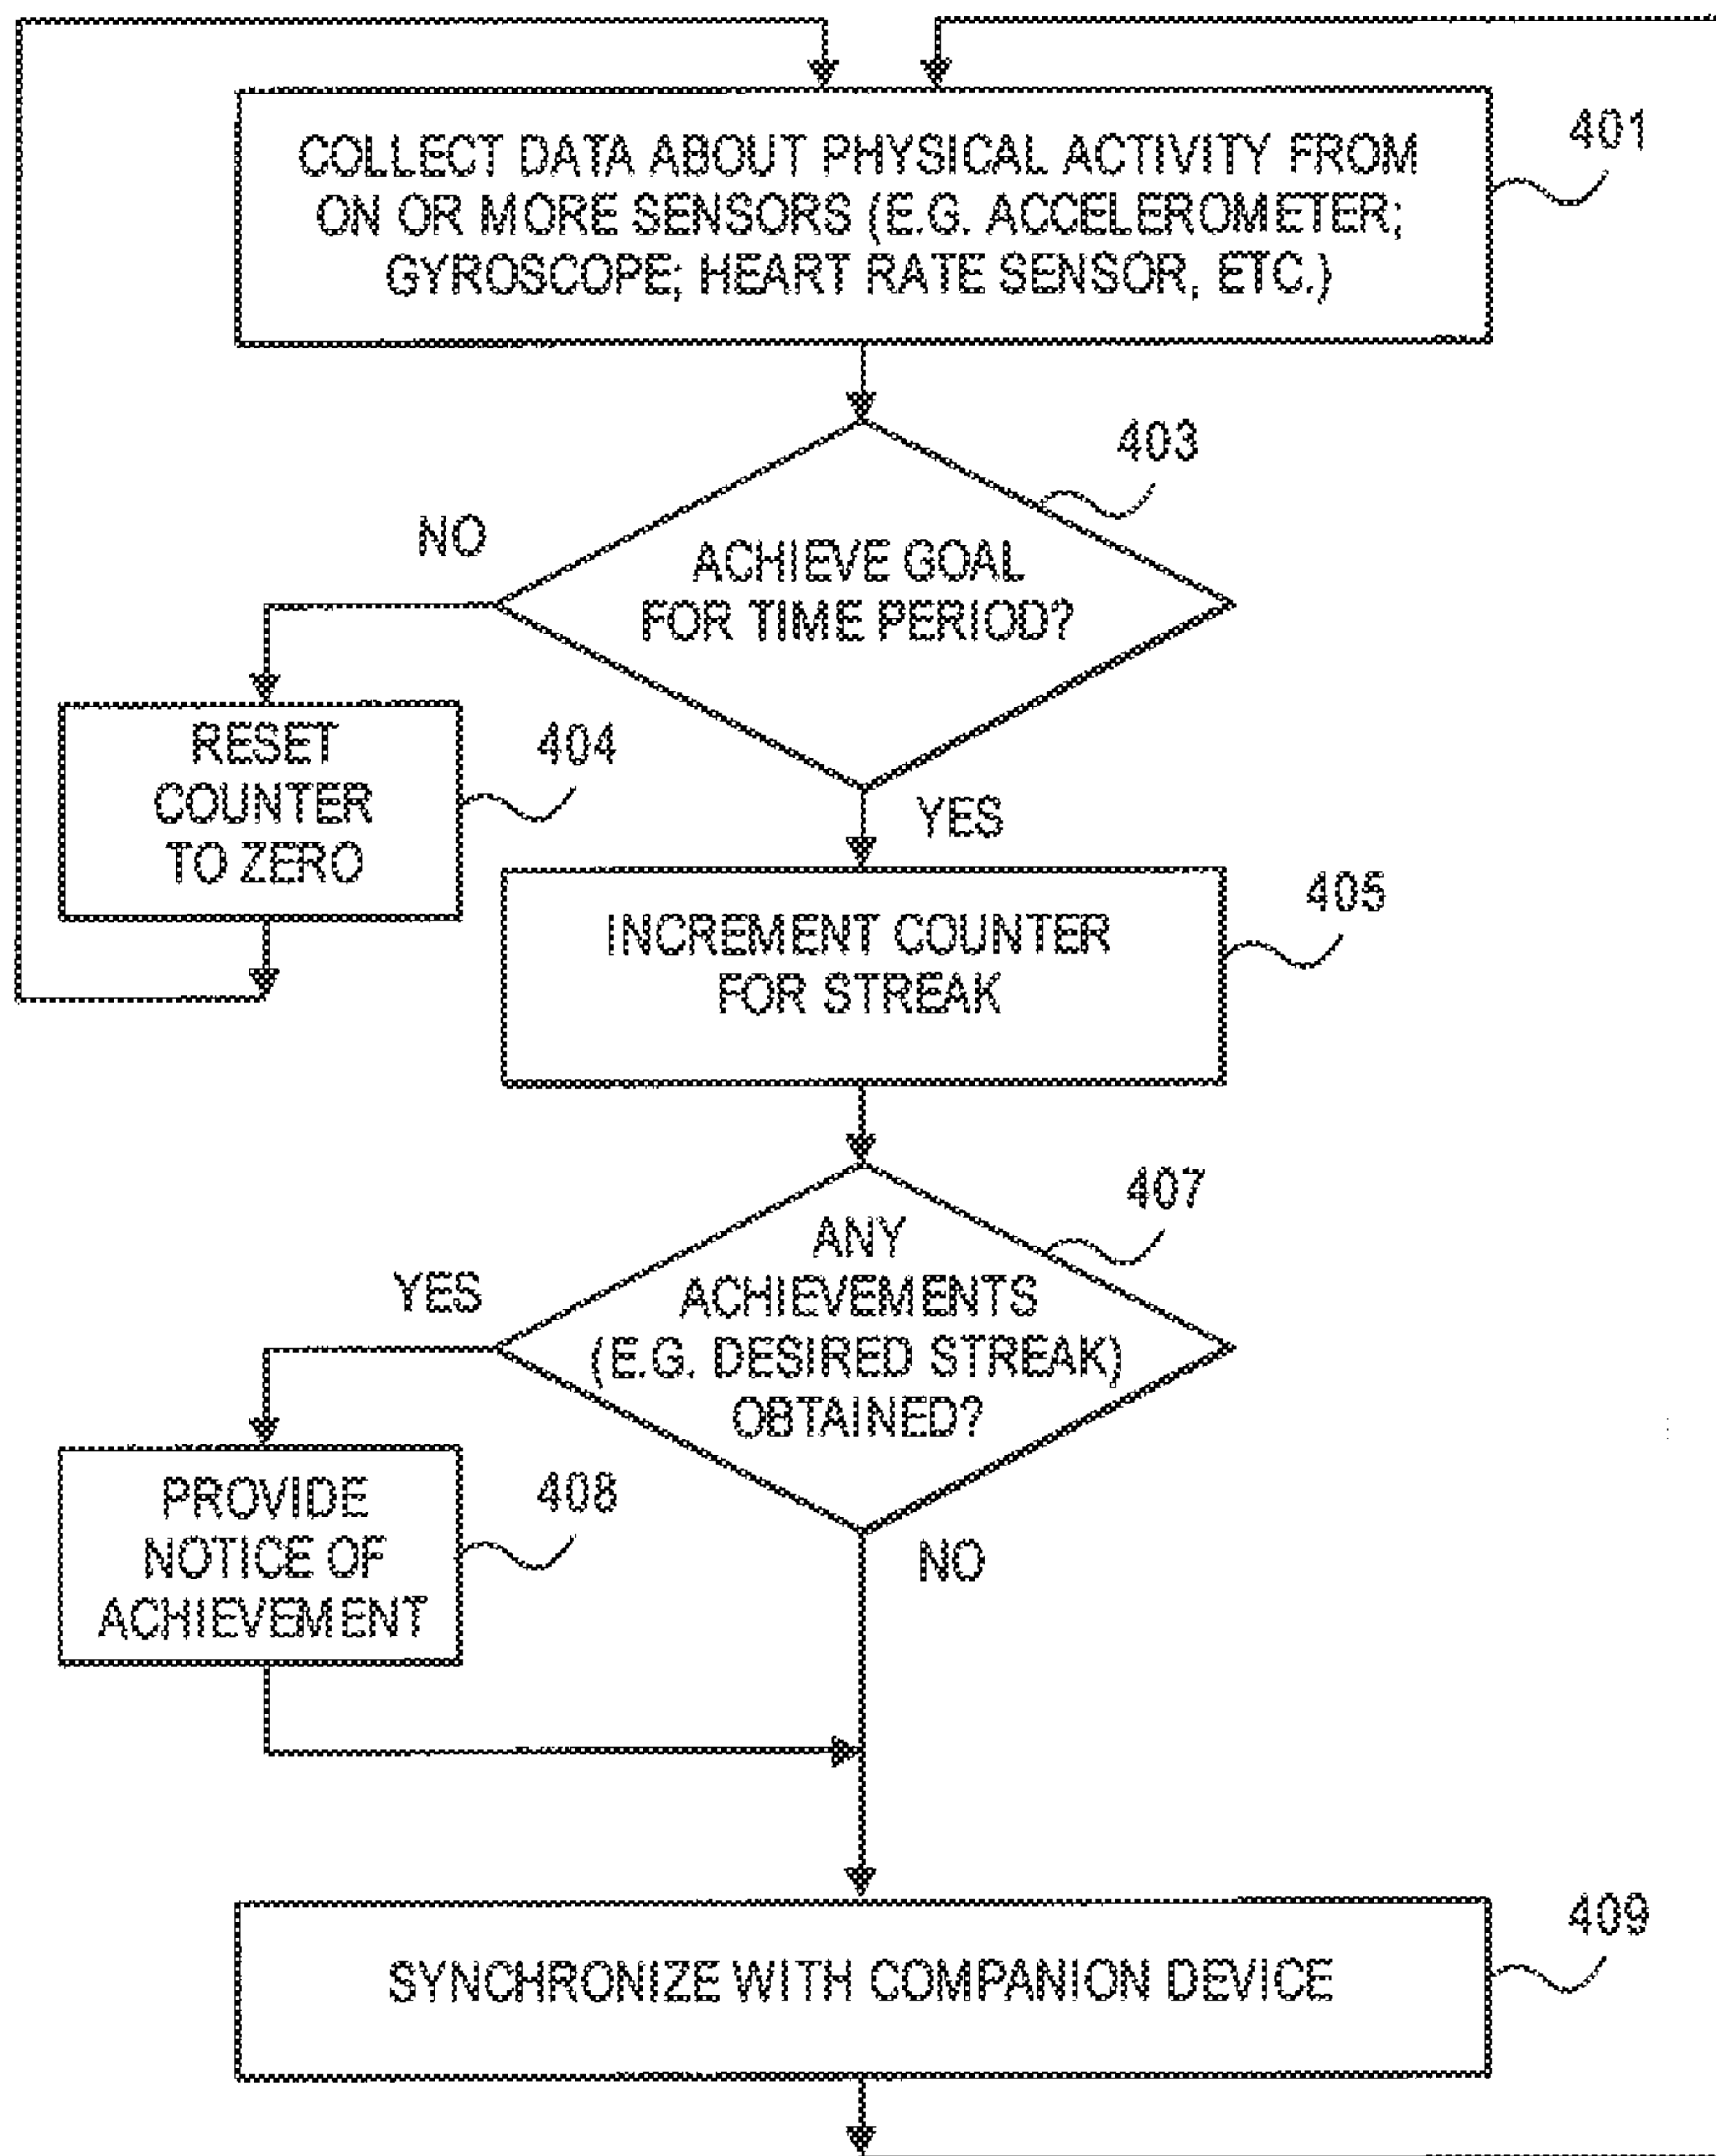 COLLECT DATA ABOUT PHYSICAL ACTIVITY FROM
ON OR MORE SENSORS (E.G. ACCELEROMETER;
GYROSCOPE; HEART RATE SENSOR, ETC.)
401
403
NO
ACHIEVE GOAL
FOR TIME PERIOD?
RESET
COUNTER
TO ZERO
404
YES
INCREMENT COUNTER
FOR STREAK
405
407
YES
ANY
ACHIEVEMENTS
(E.G. DESIRED STREAK)
OBTAINED?
PROVIDE
NOTICE OF
ACHIEVEMENT
408
NO
409
SYNCHRONIZE WITH COMPANION DEVICE